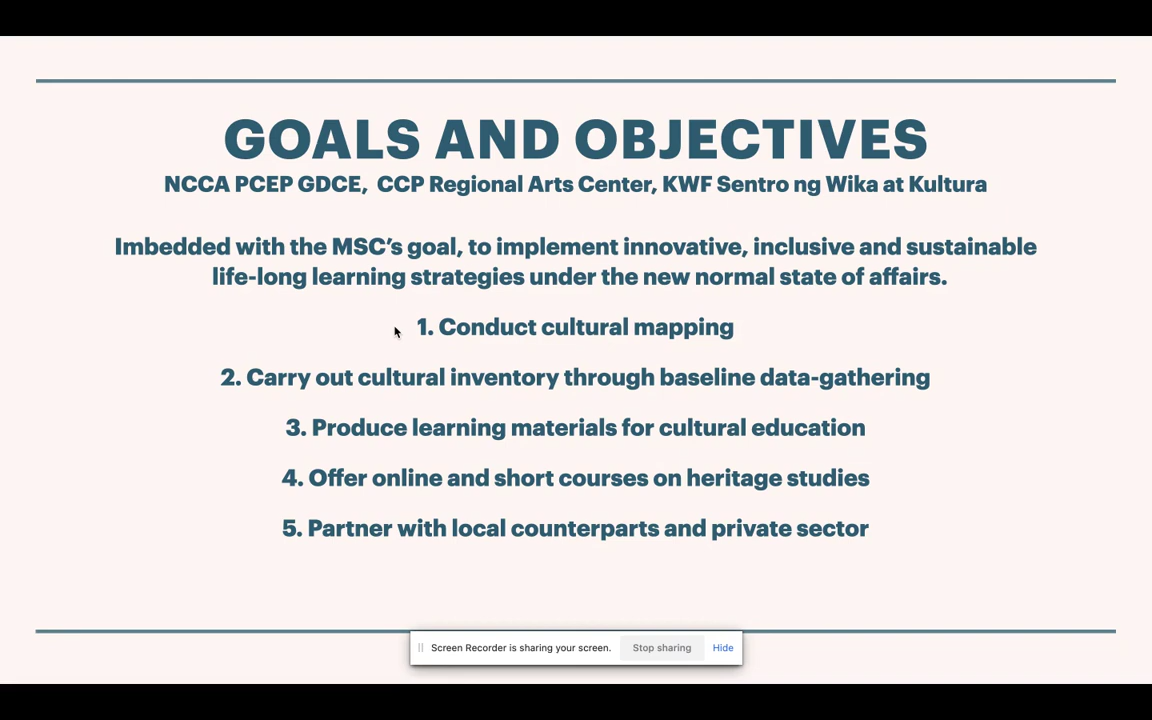 GOALS AND OBJECTIVES
NCCA PCEP GDCE, CCP Regional Arts Center, KWF Sentro ng Wika at Kultura
Imbedded with the MSC’s goal, to implement innovative, inclusive and sustainable
life-long learning strategies under the new normal state of affairs.
1. Conduct cultural mapping
2. Carry out cultural inventory through baseline data-gathering
3. Produce learning materials for cultural education
4. Offer online and short courses on heritage studies
5. Partner with local counterparts and private sector
Screen Recorder is sharing your screen. Stop sharing Hide